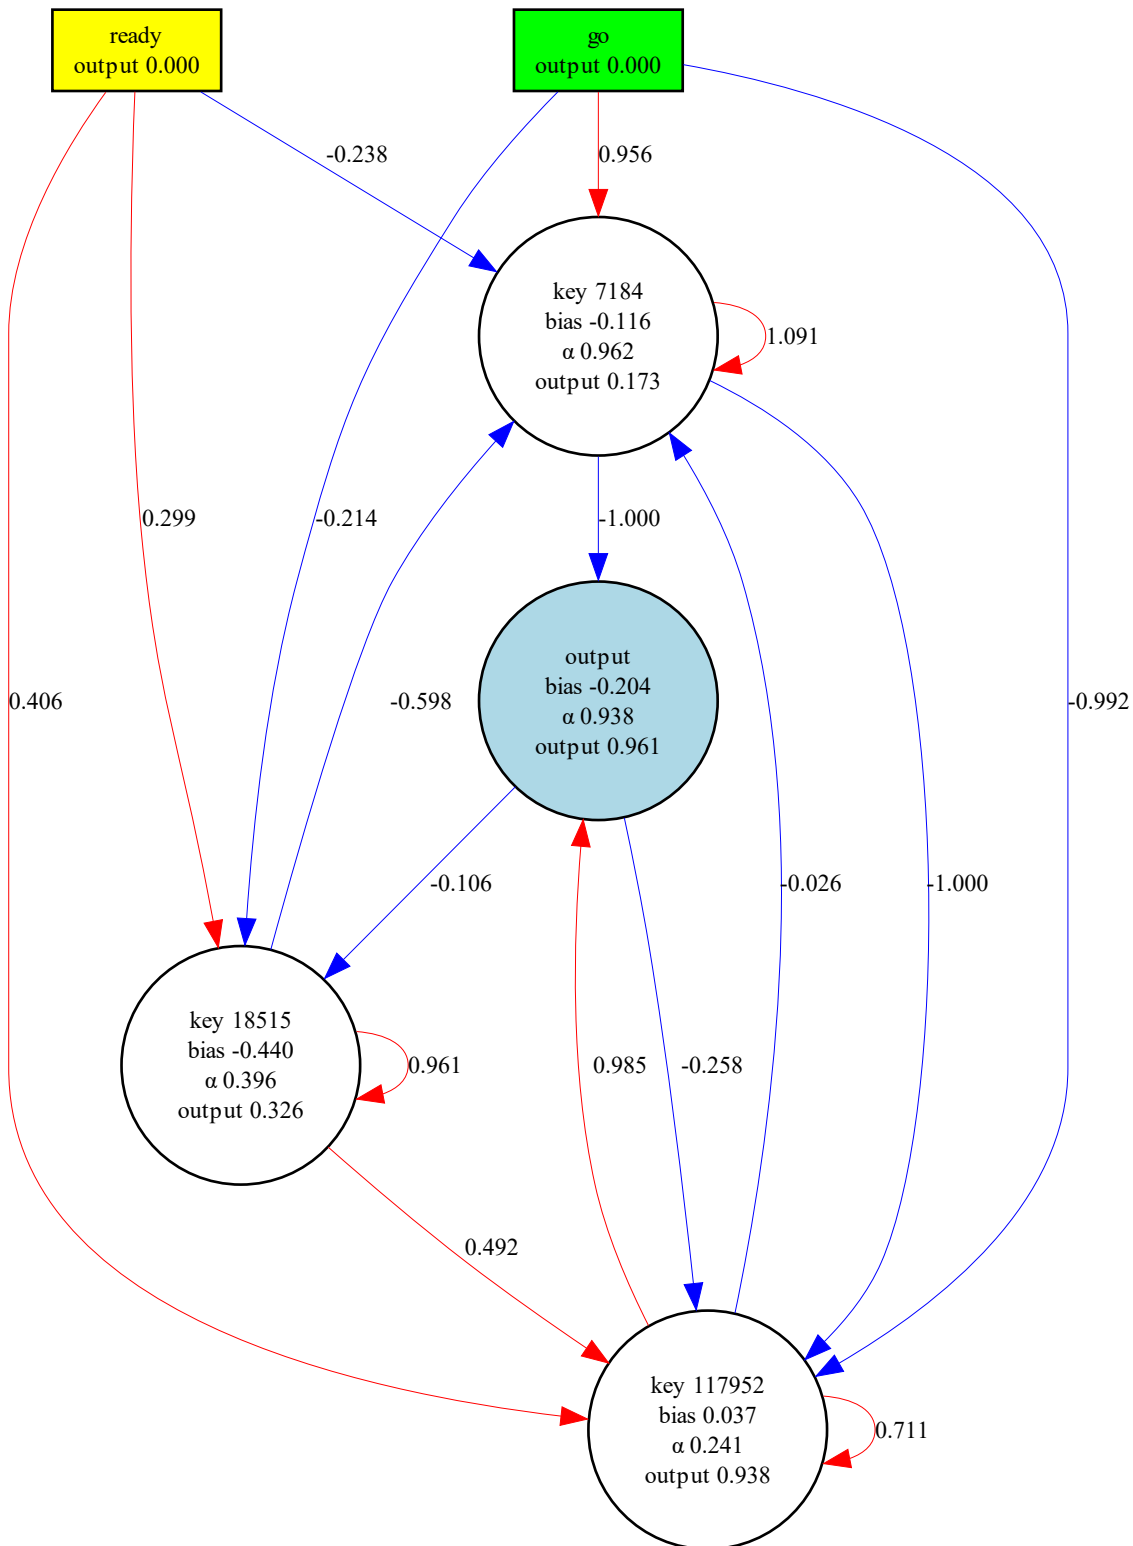 ready
output 0.000
go
output 0.000
-0.238
0.956
key 7184
bias -0.116
α 0.962
output 0.173
1.091
0.299
-0.214
-1.000
output
bias -0.204
α 0.938
output 0.961
0.406
-0.598
-0.992
-0.106
-0.026
-1.000
key 18515
bias -0.440
α 0.396
output 0.326
0.961
0.985
-0.258
0.492
key 117952
bias 0.037
α 0.241
output 0.938
0.711